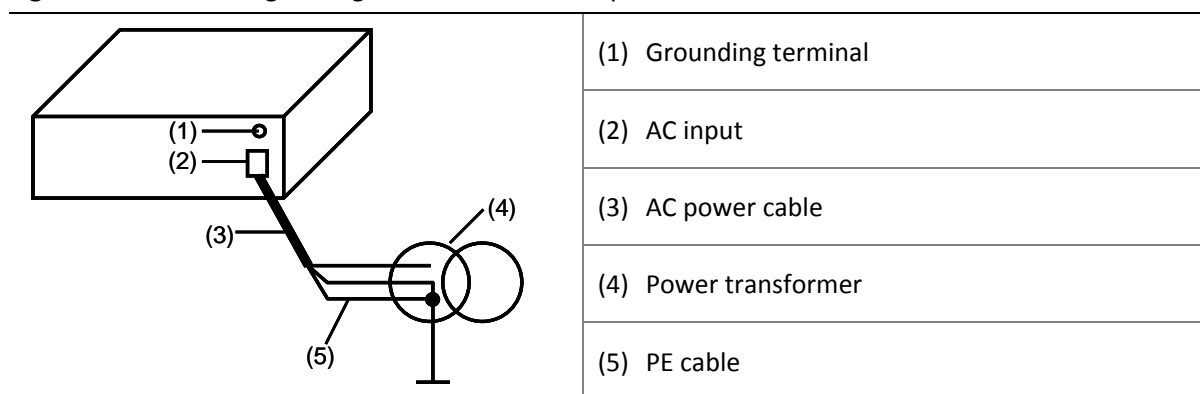 (1) Grounding terminal
(1)
(2)
(2) AC input
(4)
(3)
(3) AC power cable
(4) Power transformer
(5)
(5) PE cable